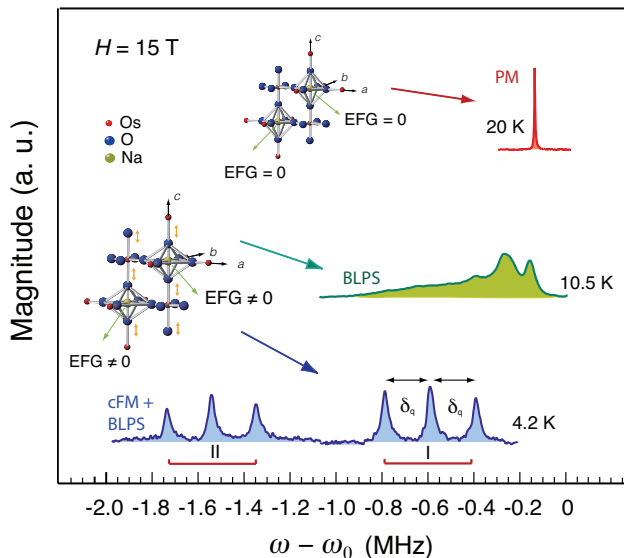 H = 15 T
c
b
a
PM
Os
O
Na
EFG = 0
20 K
EFG = 0
c
b
a
BLPS
10.5 K
EFG ≠ 0
EFG ≠ 0
cFM +
BLPS
δq
δq
4.2 K
II
I
-2.0 -1.8 -1.6 -1.4 -1.2 -1.0 -0.8 -0.6 -0.4 -0.2 0
ω − ω0 (MHz)
Magnitude (a. u.)